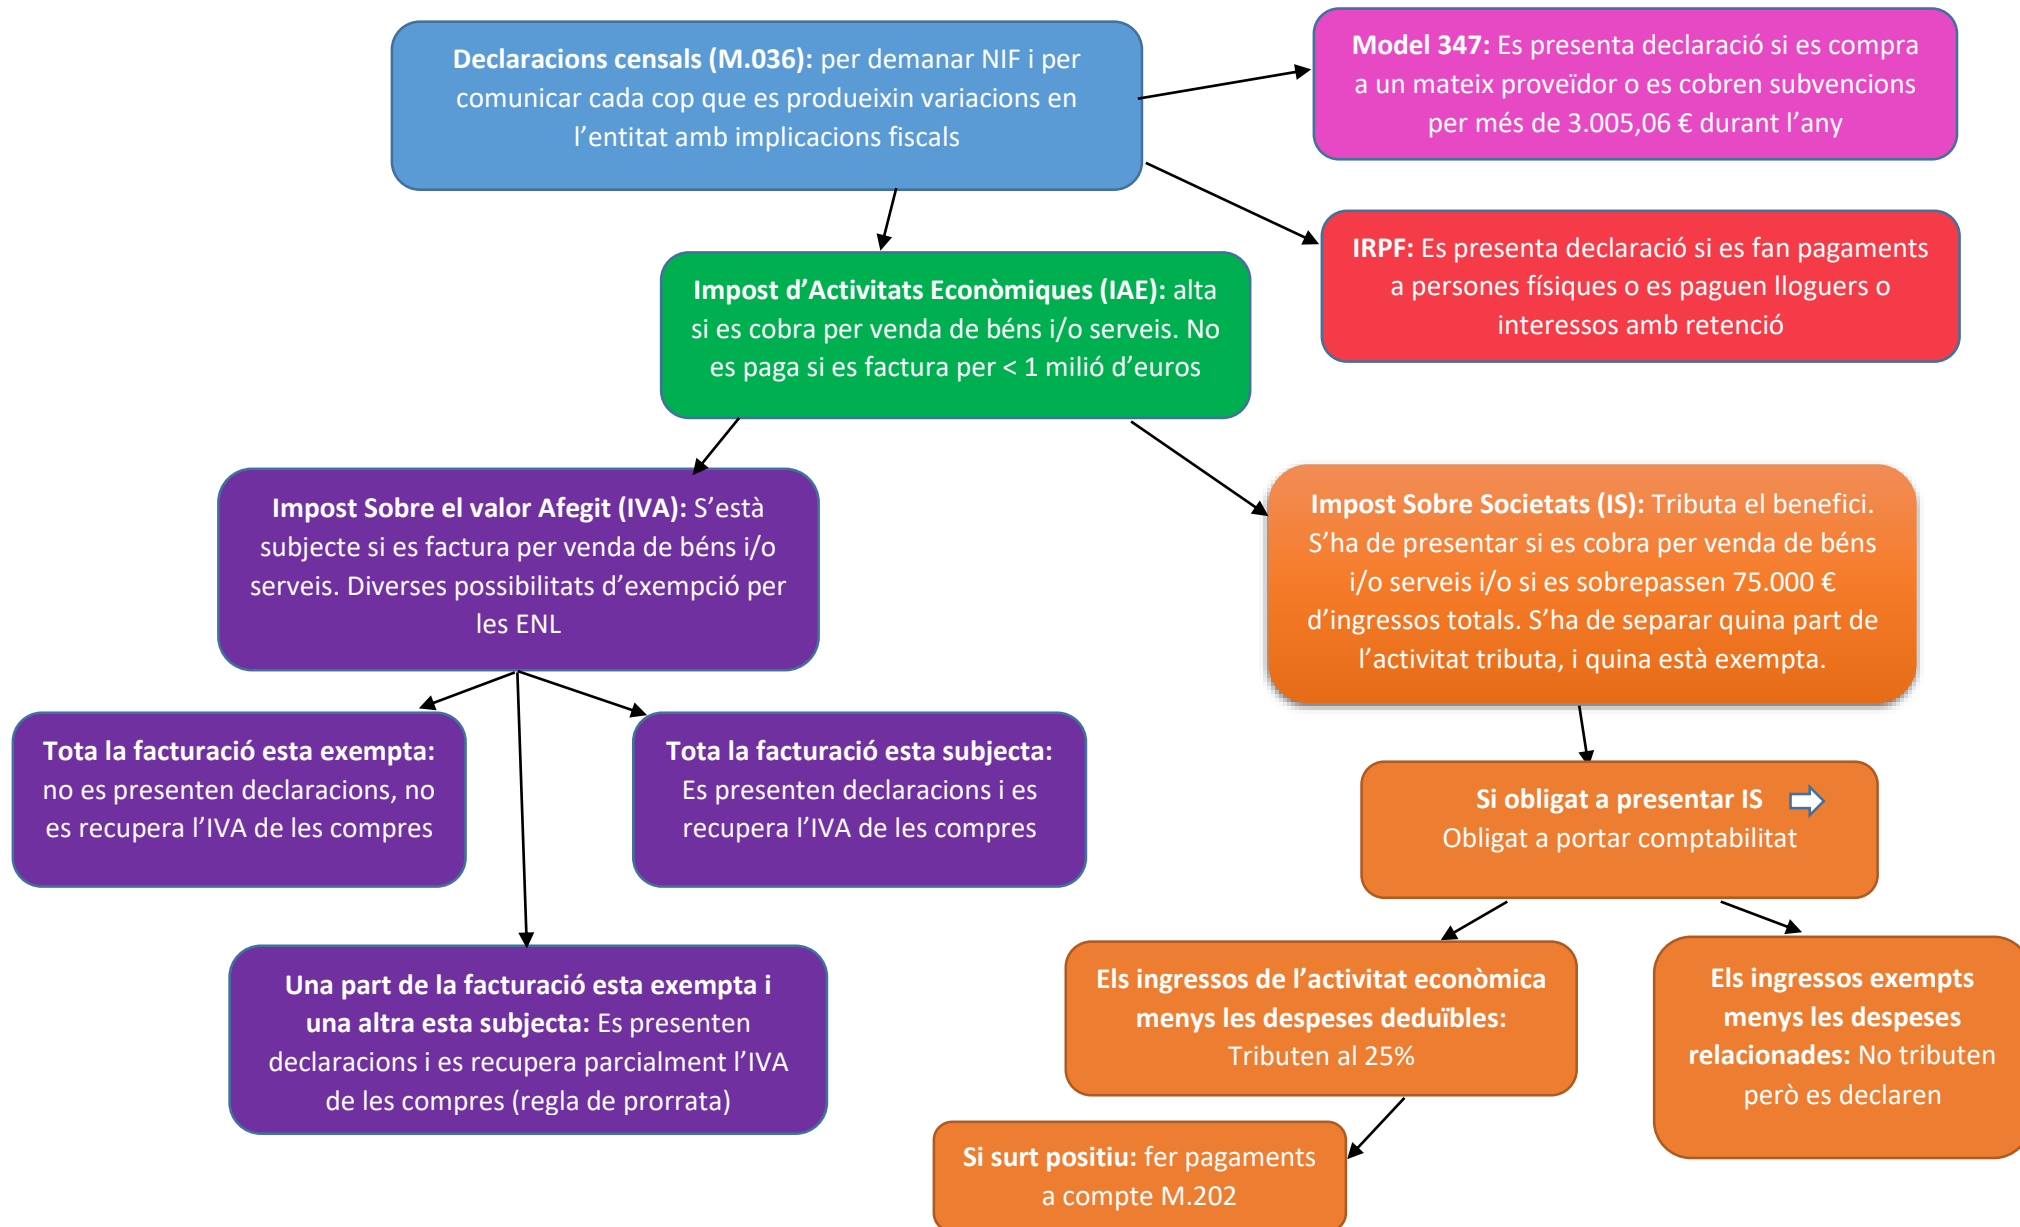 Declaracions censals (M.036): per demanar NIF i per
comunicar cada cop que es produeixin variacions en
l’entitat amb implicacions fiscals
Model 347: Es presenta declaració si es compra
a un mateix proveïdor o es cobren subvencions
per més de 3.005,06 € durant l’any
IRPF: Es presenta declaració si es fan pagaments
a persones físiques o es paguen lloguers o
interessos amb retenció
Impost d’Activitats Econòmiques (IAE): alta
si es cobra per venda de béns i/o serveis. No
es paga si es factura per < 1 milió d’euros
Impost Sobre el valor Afegit (IVA): S’està
subjecte si es factura per venda de béns i/o
serveis. Diverses possibilitats d’exempció per
les ENL
Impost Sobre Societats (IS): Tributa el benefici.
S’ha de presentar si es cobra per venda de béns
i/o serveis i/o si es sobrepassen 75.000 €
d’ingressos totals. S’ha de separar quina part de
l’activitat tributa, i quina està exempta.
Tota la facturació esta exempta:
no es presenten declaracions, no
es recupera l’IVA de les compres
Tota la facturació esta subjecta:
Es presenten declaracions i es
recupera l’IVA de les compres
Una part de la facturació esta exempta i
una altra esta subjecta: Es presenten
declaracions i es recupera parcialment l’IVA
de les compres (regla de prorrata)
Si obligat a presentar IS
Obligat a portar comptabilitat
Els ingressos de l’activitat econòmica
menys les despeses deduïbles:
Tributen al 25%
Els ingressos exempts
menys les despeses
relacionades: No tributen
però es declaren
Si surt positiu: fer pagaments
a compte M.202